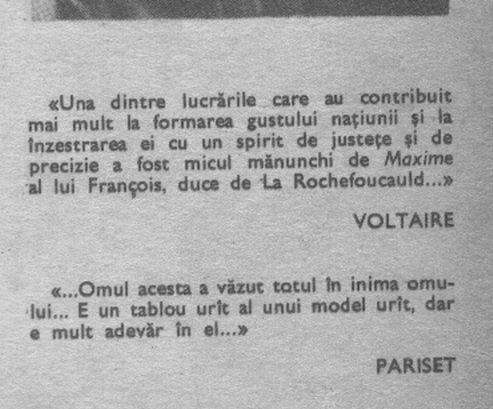 «Una dintre lucrările care au contribuit
mai mult la formarea gustului națiunii și la
înzestrarea ei cu un spirit de justețe și de
precizie a fost micul mănunchi de Maxime
al lui François, duce de La Rochefoucauld...»
VOLTAIRE
«...Omul acesta a văzut totul în inima omu-
lui... E un tablou urît al unui model urît, dar
e mult adevăr în el...»
PARISET